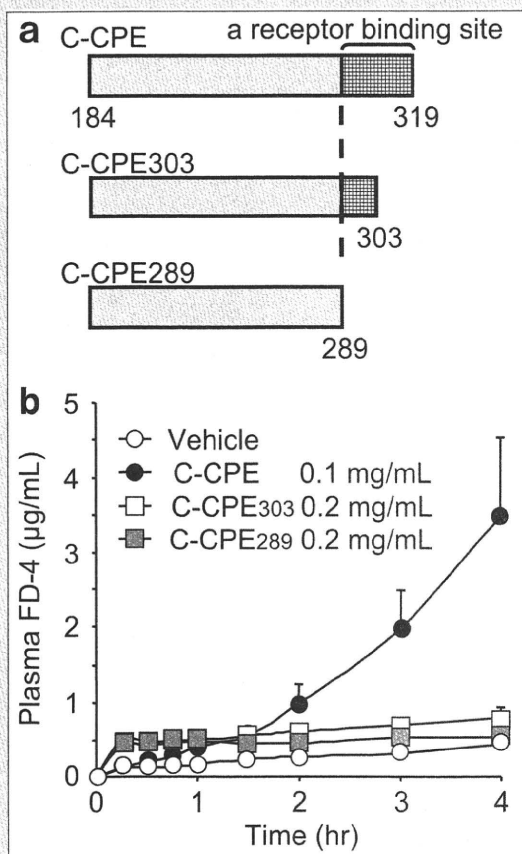 a
C-CPE
a receptor binding site
184
319
C-CPE303
303
C-CPE289
289
b
Vehicle
C-CPE 0.1 mg/mL
C-CPE303 0.2 mg/mL
C-CPE289 0.2 mg/mL
Plasma FD-4 (µg/mL)
5
4
3
2
1
0
0 1 2 3 4
Time (hr)